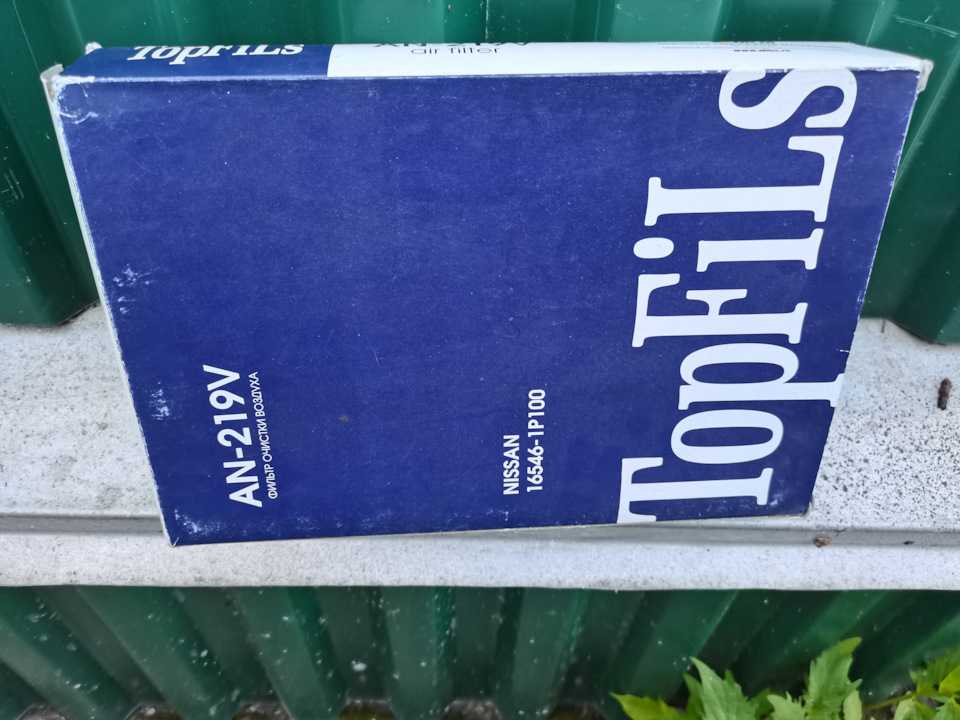 TopFiLs
air filter
TopFiLs
NISSAN
16546-1P100
AN-219V
ФИЛЬТР ОЧИСТКИ ВОЗДУХА